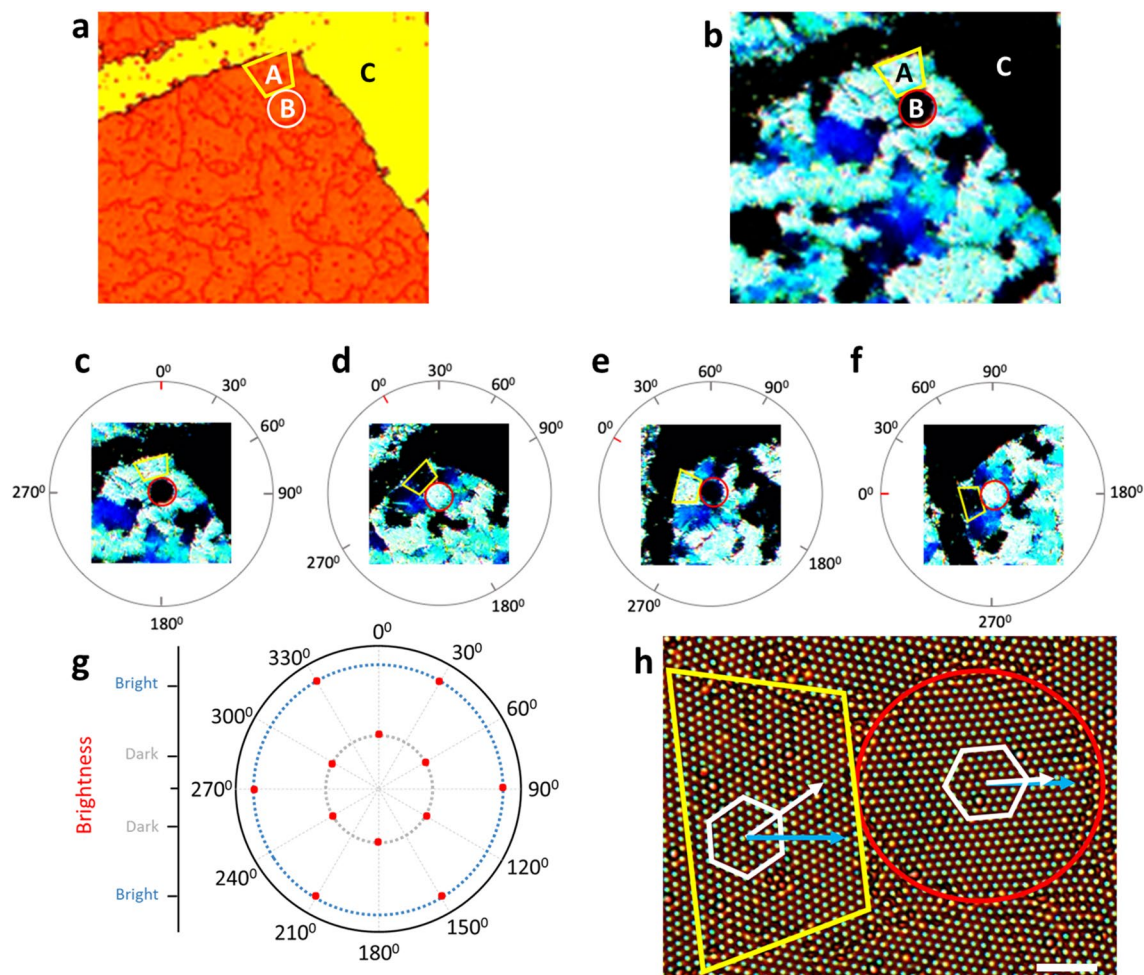 a
A
B
C
b
A
B
C
c
0⁰
30⁰
60⁰
90⁰
180⁰
270⁰
d
0⁰
30⁰
60⁰
90⁰
180⁰
270⁰
e
0⁰
30⁰
60⁰
90⁰
180⁰
270⁰
f
0⁰
30⁰
60⁰
90⁰
180⁰
270⁰
g
Brightness
Bright
Dark
Dark
Bright
0⁰
30⁰
60⁰
90⁰
120⁰
150⁰
180⁰
210⁰
240⁰
270⁰
300⁰
330⁰
h